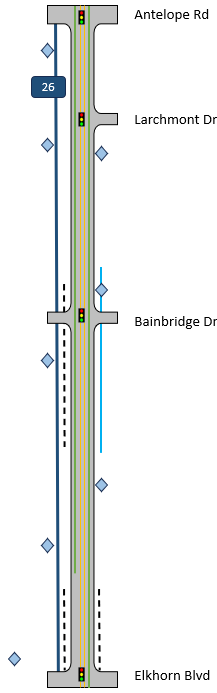 Antelope Rd
26
Larchmont Dr
Bainbridge Dr
Elkhorn Blvd